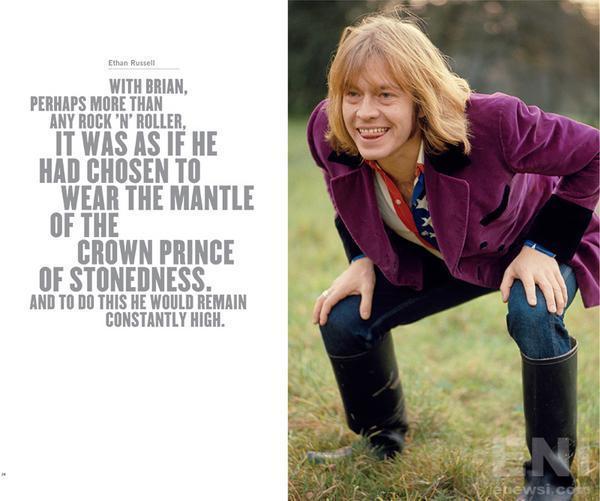 Ethan Russell
WITH BRIAN,
PERHAPS MORE THAN
ANY ROCK 'N' ROLLER,
IT WAS AS IF HE
HAD CHOSEN TO
WEAR THE MANTLE
OF THE
CROWN PRINCE
OF STONEDNESS.
AND TO DO THIS HE WOULD REMAIN
CONSTANTLY HIGH.
ENI
enewsi.com